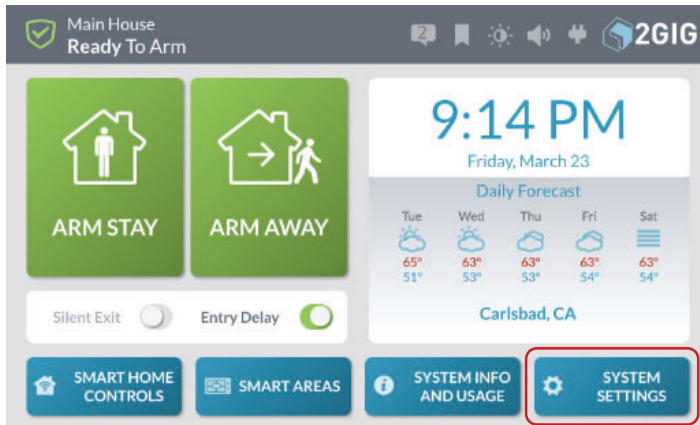 Main House
Ready To Arm
2
2GIG
ARM STAY
ARM AWAY
9:14 PM
Friday, March 23
Daily Forecast
Tue Wed Thu Fri Sat
65° 63° 63° 63° 63°
51° 53° 53° 54° 54°
Carlsbad, CA
Silent Exit
Entry Delay
SMART HOME
CONTROLS
SMART AREAS
SYSTEM INFO
AND USAGE
SYSTEM
SETTINGS